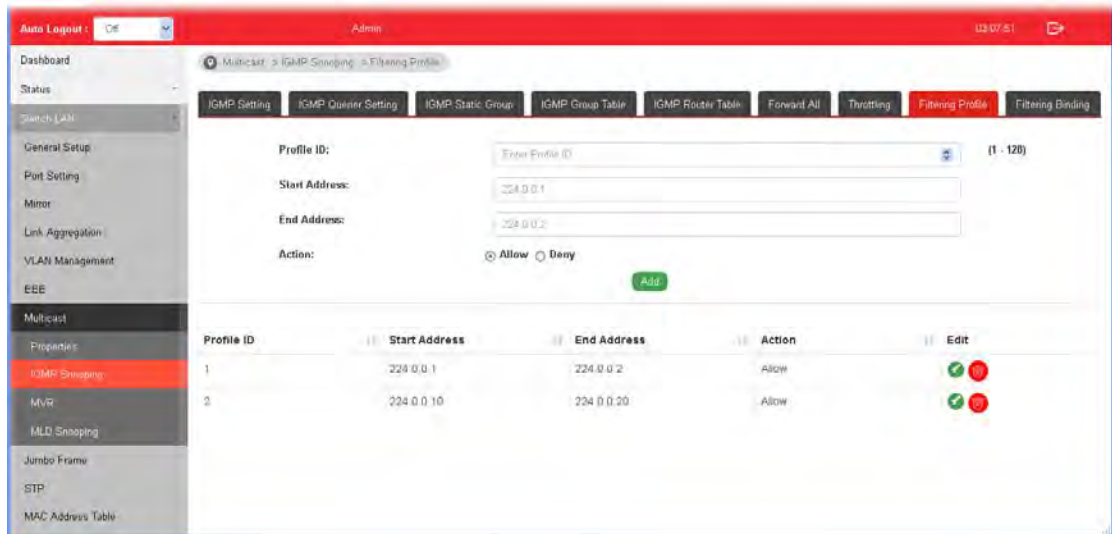 Auto Logout : Off Admin 03:07:51
Dashboard
Status
Switch LAN
General Setup
Port Setting
Mirror
Link Aggregation
VLAN Management
EEE
Multicast
Properties
IGMP Snooping
MVR
MLD Snooping
Jumbo Frame
STP
MAC Address Table
Multicast > IGMP Snooping > Filtering Profile
IGMP Setting IGMP Querier Setting IGMP Static Group IGMP Group Table IGMP Router Table Forward All Throttling Filtering Profile Filtering Binding
Profile ID: Enter Profile ID (1 - 128)
Start Address: 224.0.0.1
End Address: 224.0.0.2
Action: Allow Deny
Add
Profile ID Start Address End Address Action Edit
1 224.0.0.1 224.0.0.2 Allow
2 224.0.0.10 224.0.0.20 Allow